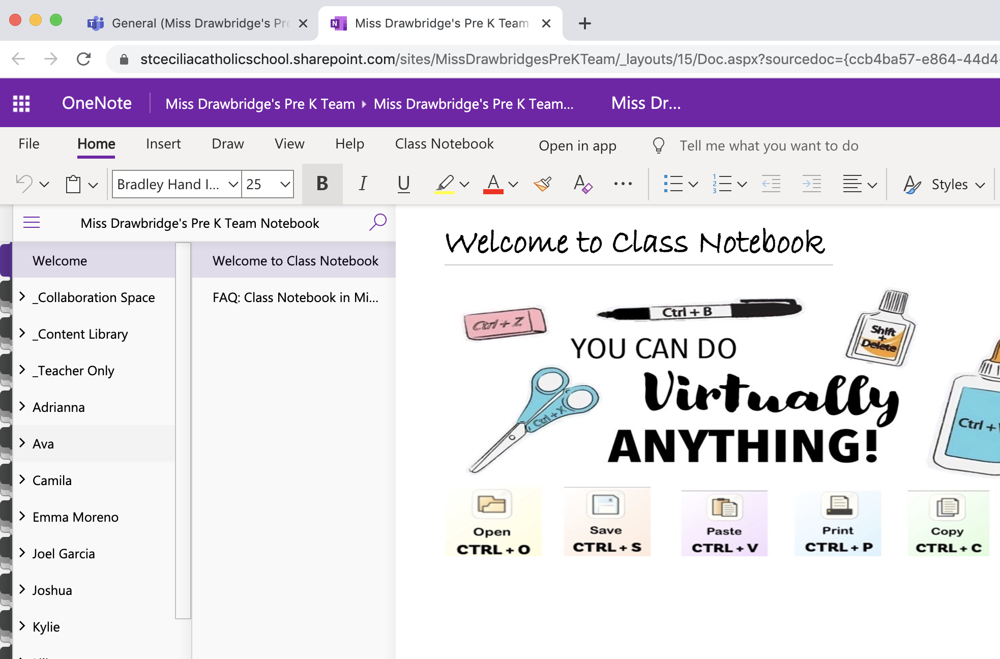 General (Miss Drawbridge's Pre
Miss Drawbridge's Pre K Team
stceciliacatholicschool.sharepoint.com/sites/MissDrawbridgesPreKTeam/_layouts/15/Doc.aspx?sourcedoc={ccb4ba57-e864-44d4-
OneNote
Miss Drawbridge's Pre K Team
Miss Drawbridge's Pre K Team...
Miss Dr...
File
Home
Insert
Draw
View
Help
Class Notebook
Open in app
Tell me what you want to do
Bradley Hand I...
25
B
I
U
A
A
Styles
Miss Drawbridge's Pre K Team Notebook
Welcome
_Collaboration Space
_Content Library
_Teacher Only
Adrianna
Ava
Camila
Emma Moreno
Joel Garcia
Joshua
Kylie
Welcome to Class Notebook
FAQ: Class Notebook in Mi...
Welcome to Class Notebook
Ctrl + Z
Ctrl + B
Shift
+
Delete
YOU CAN DO
Virtually
ANYTHING!
Ctrl + X
Ctrl +
Open
CTRL + O
Save
CTRL + S
Paste
CTRL + V
Print
CTRL + P
Copy
CTRL + C